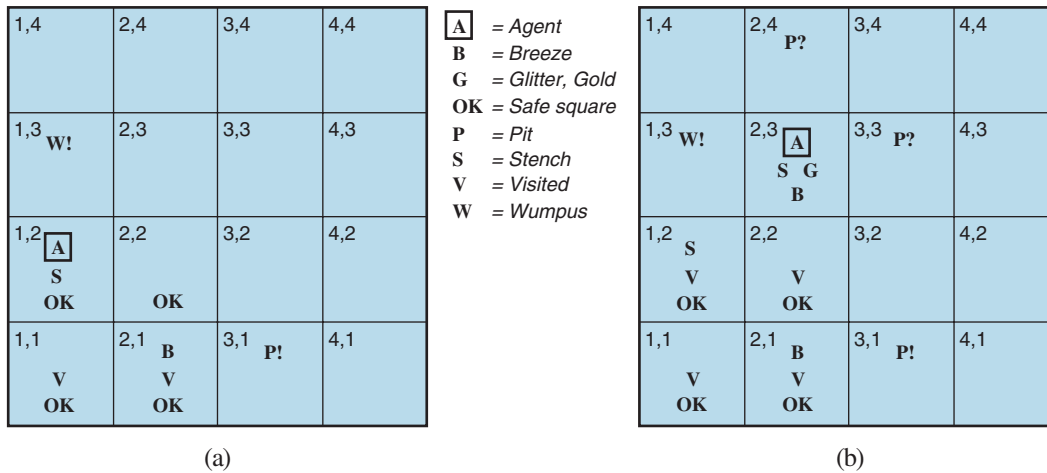 1,4 2,4 3,4 4,4
1,3 W! 2,3 3,3 4,3
1,2 A 2,2 3,2 4,2
S
OK OK
1,1 2,1 B 3,1 P! 4,1
V V
OK OK
(a)
A = Agent
B = Breeze
G = Glitter, Gold
OK = Safe square
P = Pit
S = Stench
V = Visited
W = Wumpus
1,4 2,4 P? 3,4 4,4
1,3 W! 2,3 A 3,3 P? 4,3
S G
B
1,2 S 2,2 3,2 4,2
V V
OK OK
1,1 2,1 B 3,1 P! 4,1
V V
OK OK
(b)